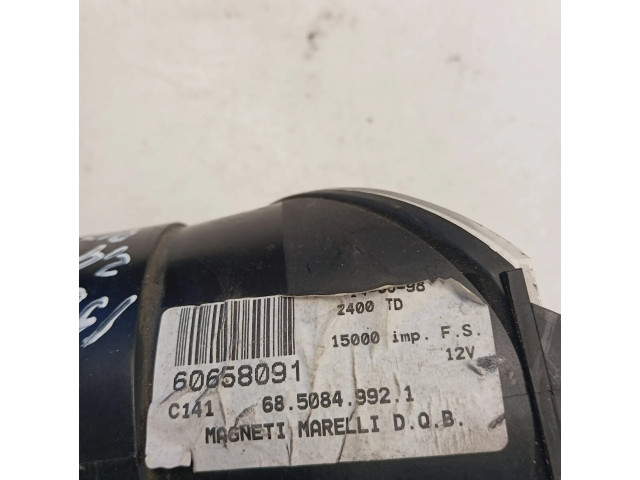 2400 TD
15000 imp. F.S.
12V
60658091
C141 68.5084.992.1
MAGNETI MARELLI D.Q.B.